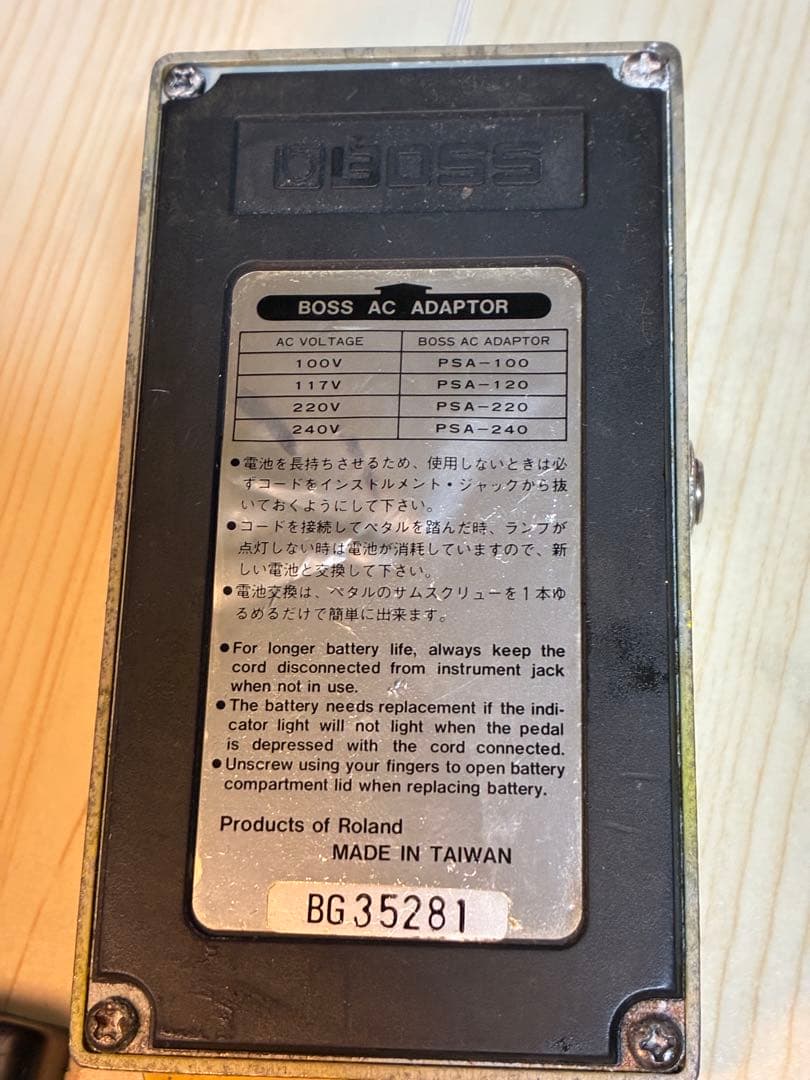 BOSS
BOSS AC ADAPTOR
AC VOLTAGE BOSS AC ADAPTOR
100V PSA-100
117V PSA-120
220V PSA-220
240V PSA-240
●電池を長持ちさせるため、使用しないときは必
ずコードをインストルメント・ジャックから抜
いておくようにして下さい。
●コードを接続してペタルを踏んだ時、ランプが
点灯しない時は電池が消耗していますので、新
しい電池と交換して下さい。
●電池交換は、ペタルのサムスクリューを1本ゆ
るめるだけで簡単に出来ます。
●For longer battery life, always keep the
cord disconnected from instrument jack
when not in use.
●The battery needs replacement if the indi-
cator light will not light when the pedal
is depressed with the cord connected.
●Unscrew using your fingers to open battery
compartment lid when replacing battery.
Products of Roland
MADE IN TAIWAN
BG35281